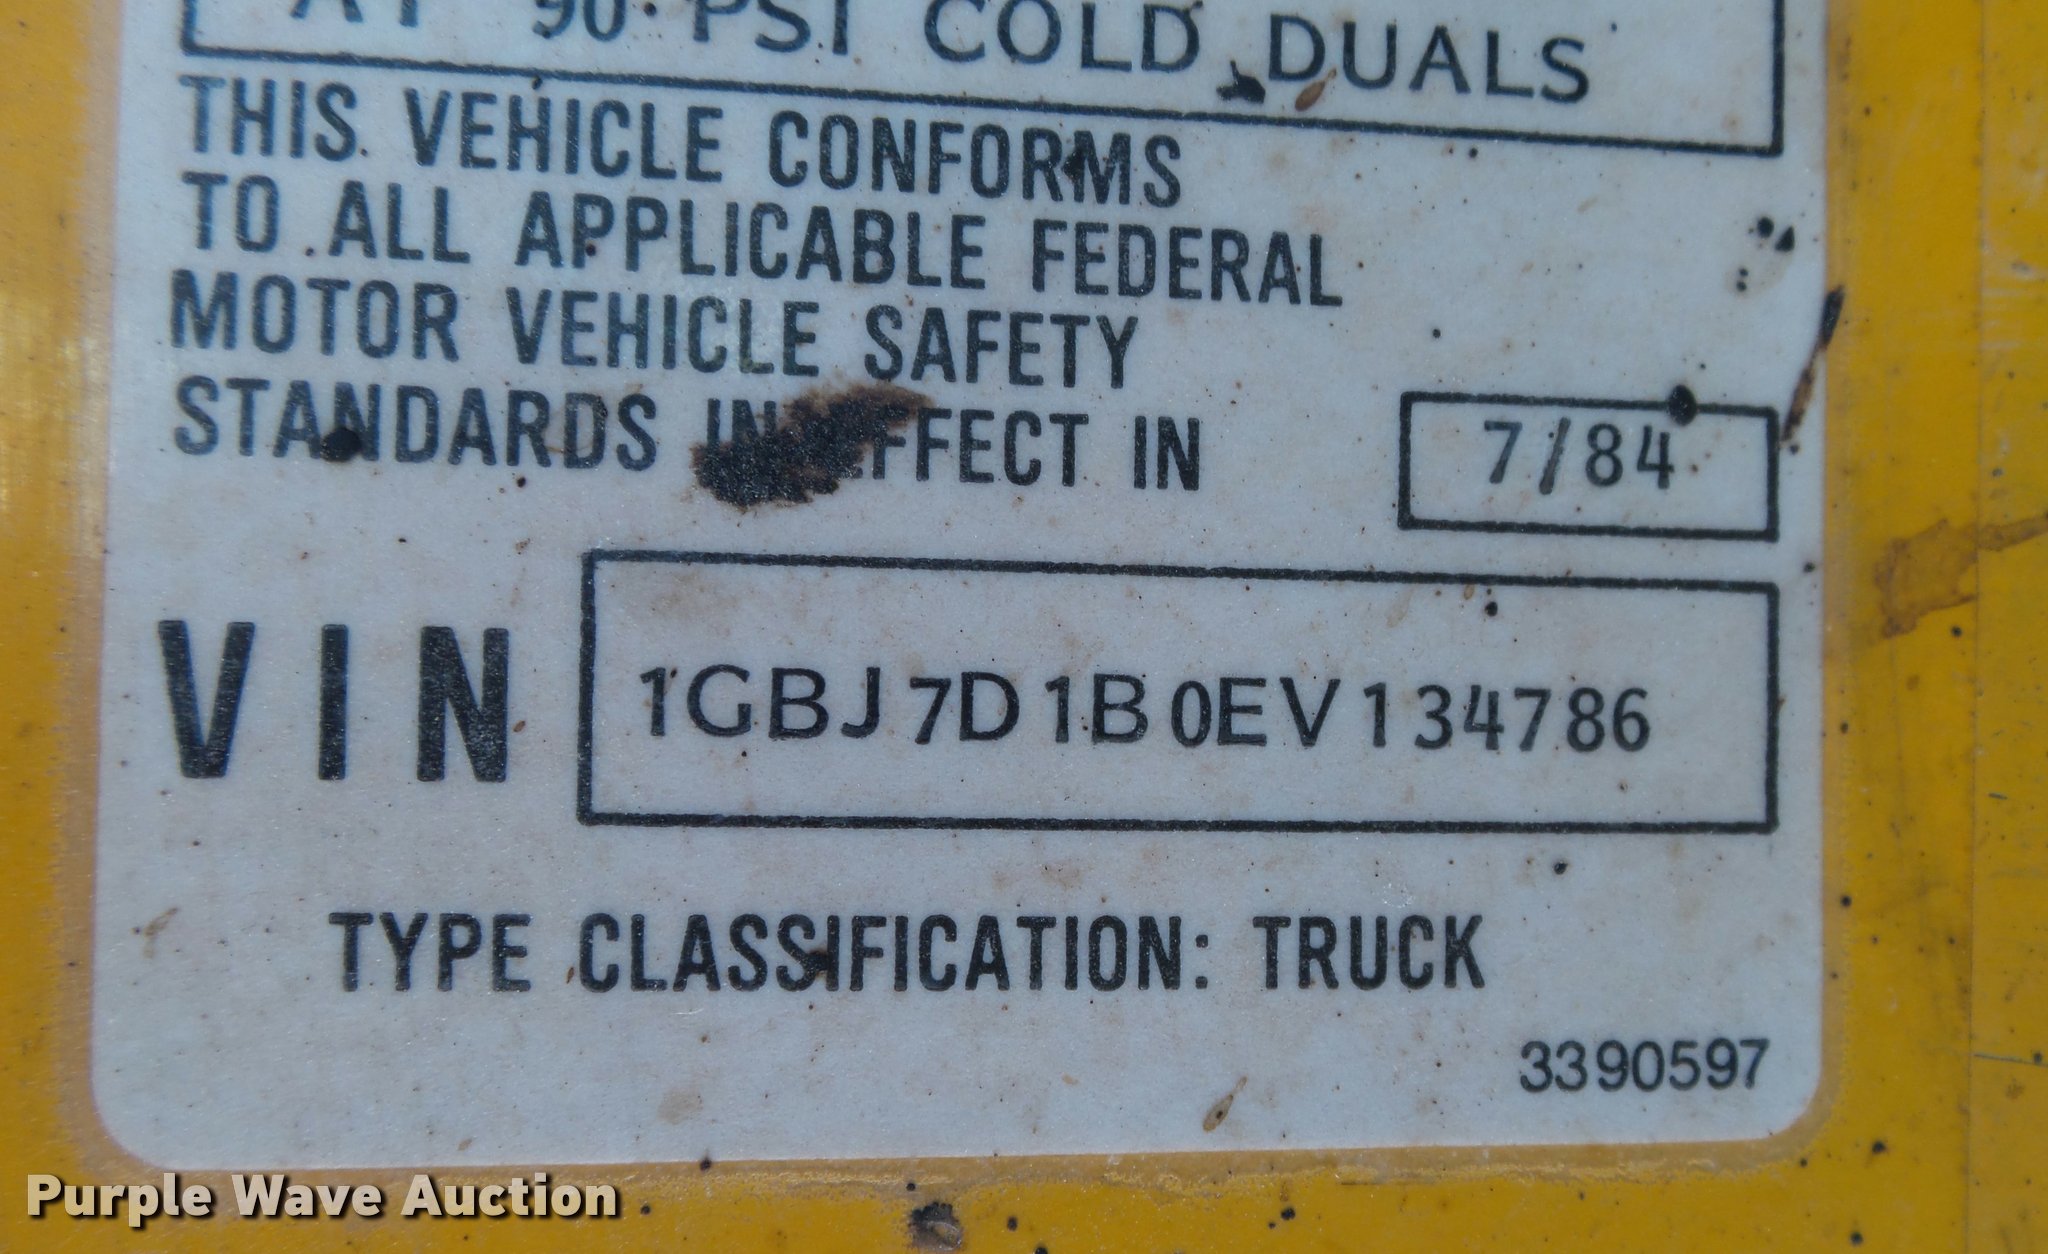 AT 90 PSI COLD DUALS
THIS VEHICLE CONFORMS
TO ALL APPLICABLE FEDERAL
MOTOR VEHICLE SAFETY
STANDARDS IN EFFECT IN 7/84
VIN 1GBJ7D1B0EV134786
TYPE CLASSIFICATION: TRUCK
3390597
Purple Wave Auction